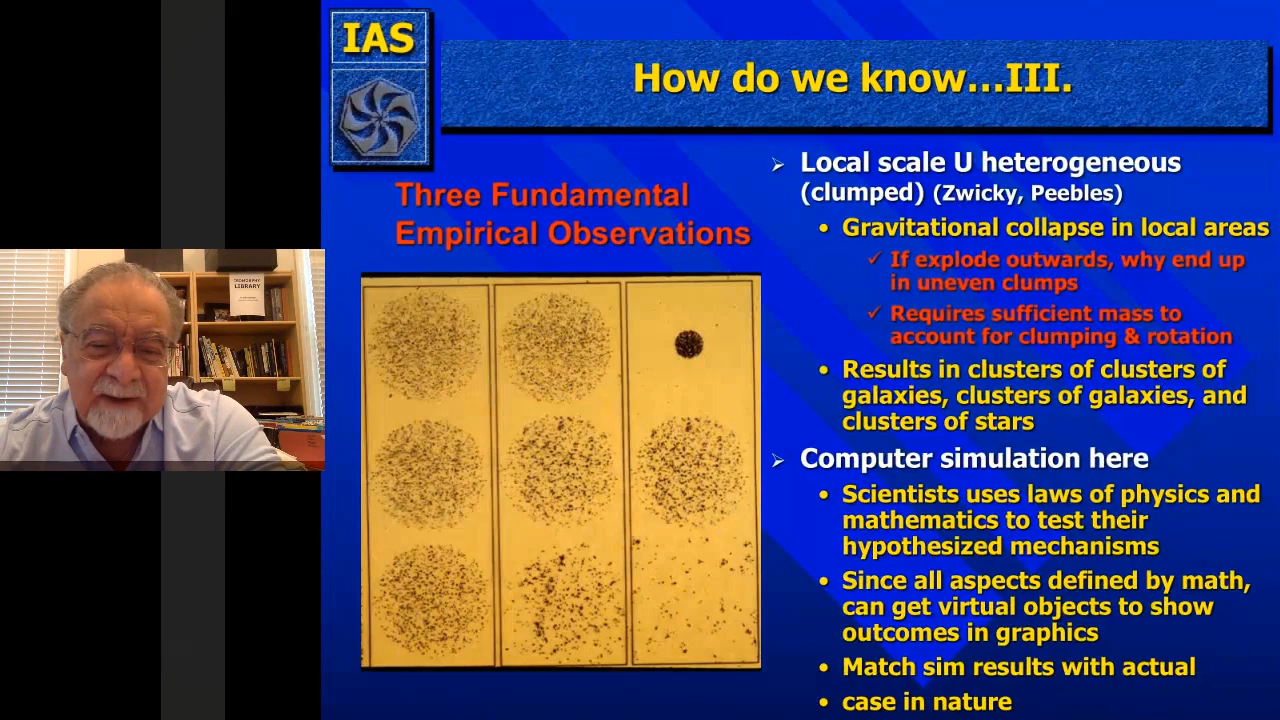 IAS
How do we know...III.
Three Fundamental
Empirical Observations
Local scale U heterogeneous
(clumped) (Zwicky, Peebles)
Gravitational collapse in local areas
If explode outwards, why end up
in uneven clumps
Requires sufficient mass to
account for clumping & rotation
Results in clusters of clusters of
galaxies, clusters of galaxies, and
clusters of stars
Computer simulation here
Scientists uses laws of physics and
mathematics to test their
hypothesized mechanisms
Since all aspects defined by math,
can get virtual objects to show
outcomes in graphics
Match sim results with actual
case in nature
LIBRARY